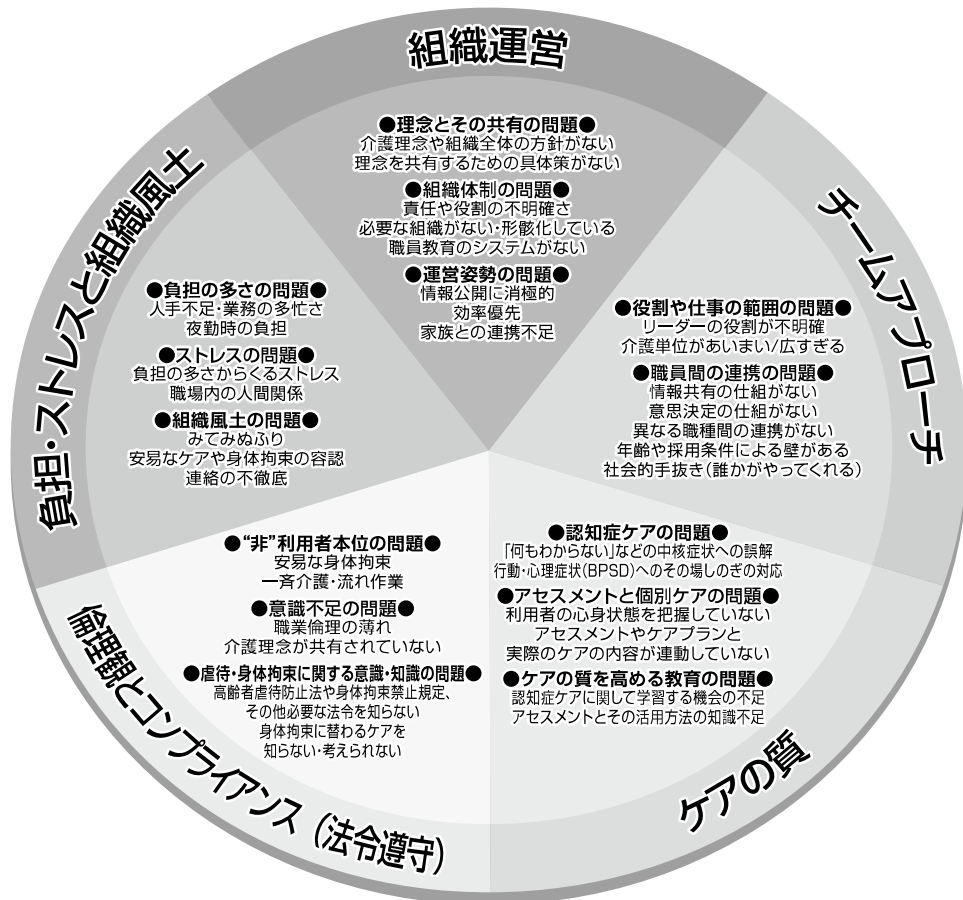 組織運営
●理念とその共有の問題●
介護理念や組織全体の方針がない
理念を共有するための具体策がない
●組織体制の問題●
責任や役割の不明確さ
必要な組織がない・形骸化している
職員教育のシステムがない
●運営姿勢の問題●
情報公開に消極的
効率優先
家族との連携不足
チームアプローチ
●役割や仕事の範囲の問題●
リーダーの役割が不明確
介護単位があいまい/広すぎる
●職員間の連携の問題●
情報共有の仕組がない
意思決定の仕組がない
異なる職種間の連携がない
年齢や採用条件による壁がある
社会的手抜き(誰かがやってくれる)
ケアの質
●認知症ケアの問題●
「何もわからない」などの中核症状への誤解
行動・心理症状(BPSD)へのその場しのぎの対応
●アセスメントと個別ケアの問題●
利用者の心身状態を把握していない
アセスメントやケアプランと
実際のケアの内容が連動していない
●ケアの質を高める教育の問題●
認知症ケアに関して学習する機会の不足
アセスメントとその活用方法の知識不足
倫理観とコンプライアンス(法令遵守)
●“非”利用者本位の問題●
安易な身体拘束
一斉介護・流れ作業
●意識不足の問題●
職業倫理の薄れ
介護理念が共有されていない
●虐待・身体拘束に関する意識・知識の問題●
高齢者虐待防止法や身体拘束禁止規定、
その他必要な法令を知らない
身体拘束に替わるケアを
知らない・考えられない
負担・ストレスと組織風土
●負担の多さの問題●
人手不足・業務の多忙さ
夜勤時の負担
●ストレスの問題●
負担の多さからくるストレス
職場内の人間関係
●組織風土の問題●
みてみぬふり
安易なケアや身体拘束の容認
連絡の不徹底